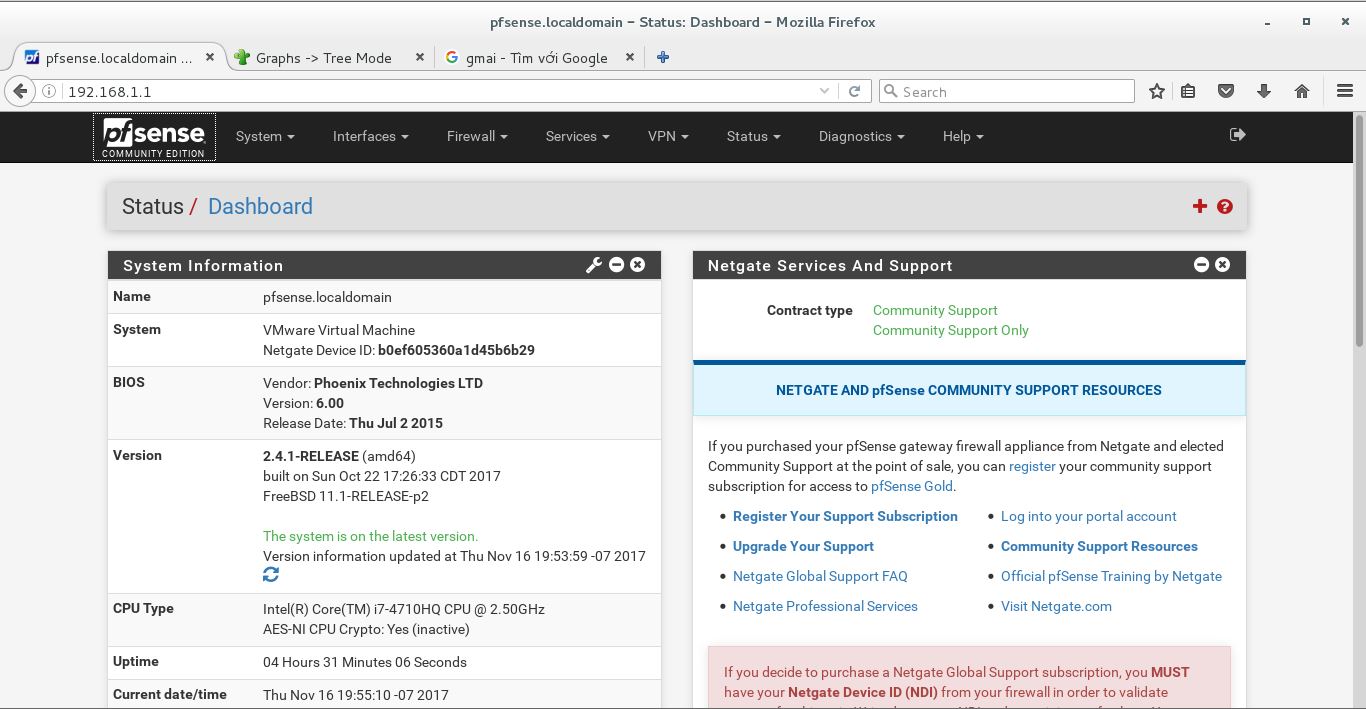 pfsense.localdomain – Status: Dashboard – Mozilla Firefox
pfsense.localdomain ...
Graphs -> Tree Mode
gmai - Tìm với Google
192.168.1.1
Search
pfsense
COMMUNITY EDITION
System
Interfaces
Firewall
Services
VPN
Status
Diagnostics
Help
Status / Dashboard
System Information
Name pfsense.localdomain
System VMware Virtual Machine
Netgate Device ID: b0ef605360a1d45b6b29
BIOS Vendor: Phoenix Technologies LTD
Version: 6.00
Release Date: Thu Jul 2 2015
Version 2.4.1-RELEASE (amd64)
built on Sun Oct 22 17:26:33 CDT 2017
FreeBSD 11.1-RELEASE-p2
The system is on the latest version.
Version information updated at Thu Nov 16 19:53:59 -07 2017
CPU Type Intel(R) Core(TM) i7-4710HQ CPU @ 2.50GHz
AES-NI CPU Crypto: Yes (inactive)
Uptime 04 Hours 31 Minutes 06 Seconds
Current date/time Thu Nov 16 19:55:10 -07 2017
Netgate Services And Support
Contract type Community Support
Community Support Only
NETGATE AND pfSense COMMUNITY SUPPORT RESOURCES
If you purchased your pfSense gateway firewall appliance from Netgate and elected
Community Support at the point of sale, you can register your community support
subscription for access to pfSense Gold.
Register Your Support Subscription
Upgrade Your Support
Netgate Global Support FAQ
Netgate Professional Services
Log into your portal account
Community Support Resources
Official pfSense Training by Netgate
Visit Netgate.com
If you decide to purchase a Netgate Global Support subscription, you MUST
have your Netgate Device ID (NDI) from your firewall in order to validate